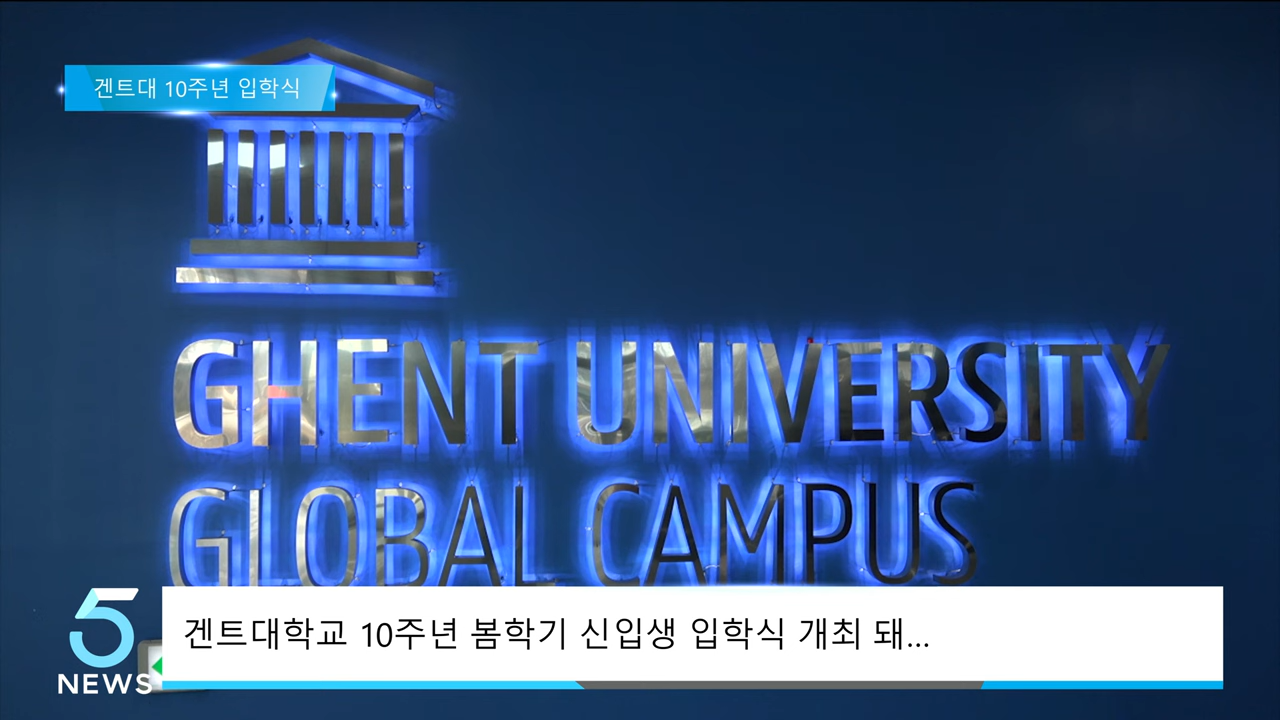 겐트대 10주년 입학식
GHENT UNIVERSITY
GLOBAL CAMPUS
겐트대학교 10주년 봄학기 신입생 입학식 개최 돼...
5
NEWS